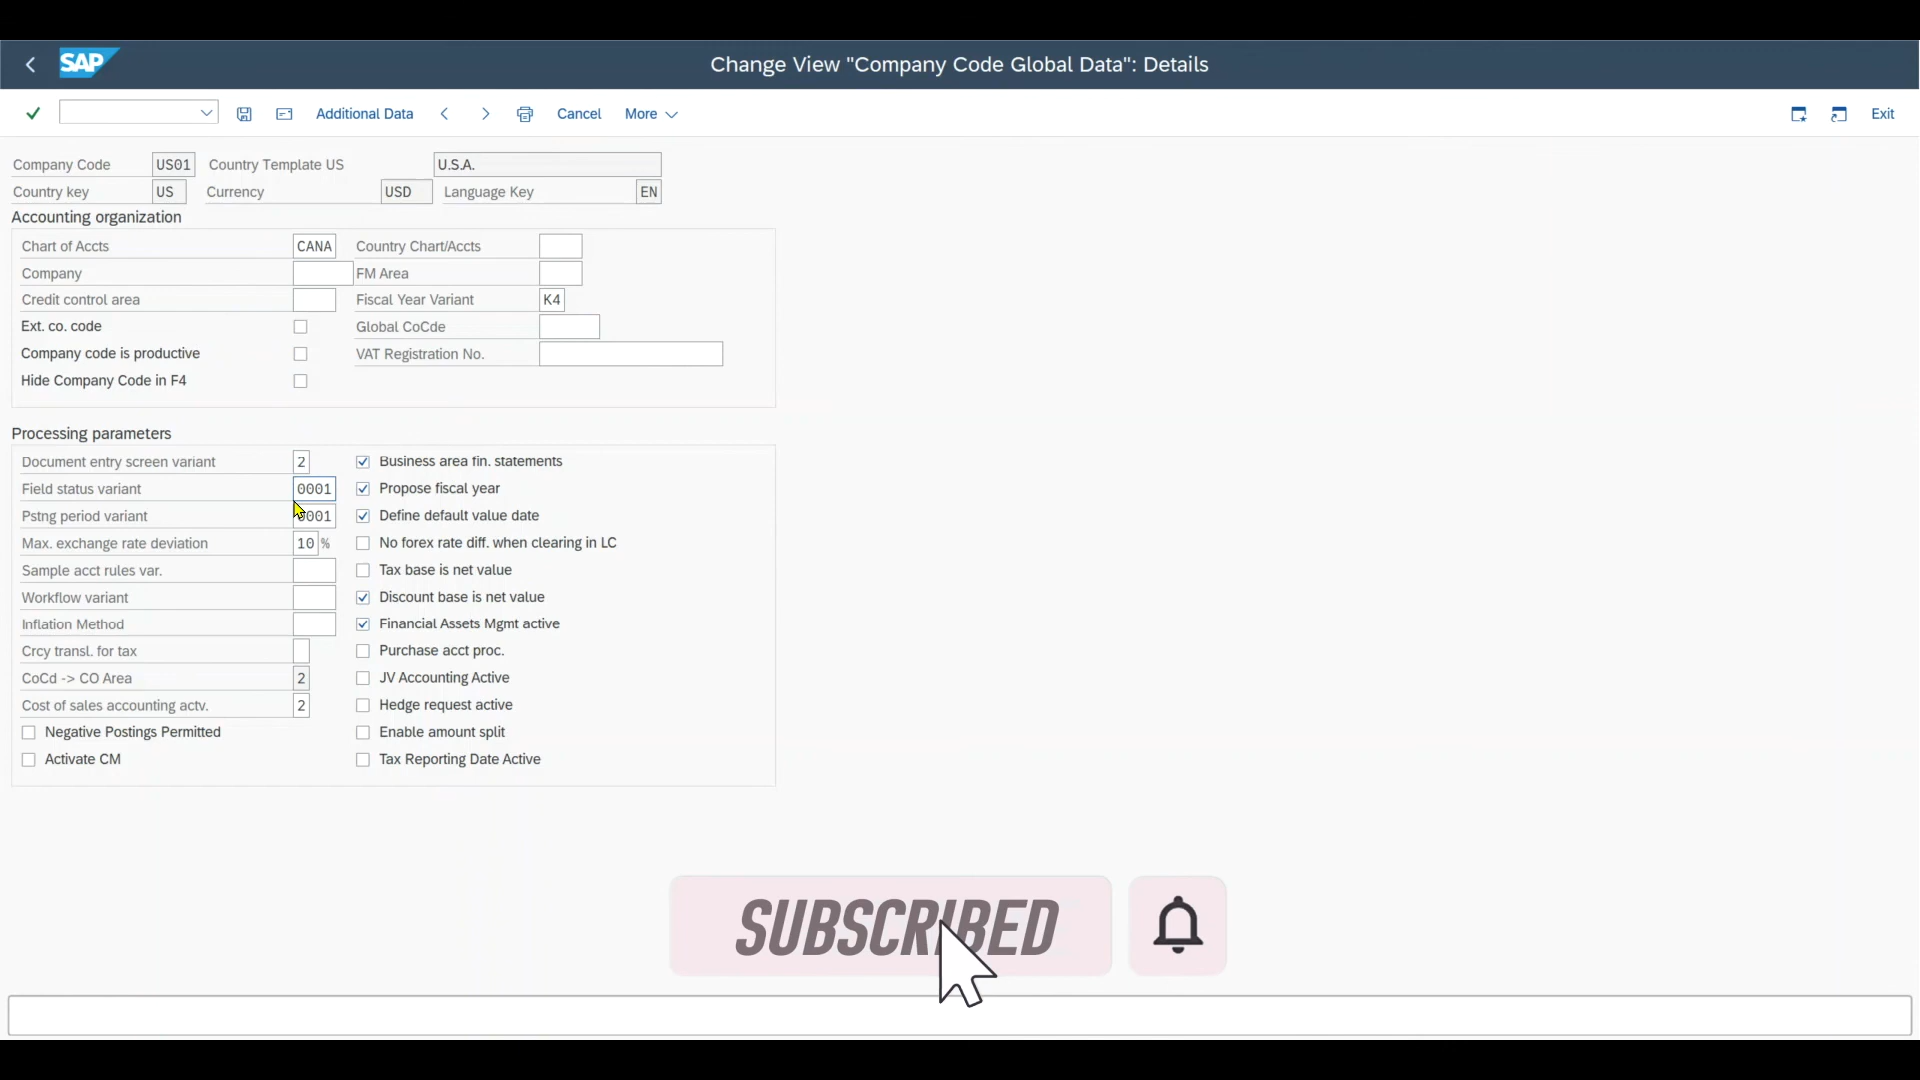 SAP
Change View "Company Code Global Data": Details
Additional Data Cancel More Exit
Company Code US01 Country Template US U.S.A.
Country key US Currency USD Language Key EN
Accounting organization
Chart of Accts CANA Country Chart/Accts
Company FM Area
Credit control area Fiscal Year Variant K4
Ext. co. code Global CoCde
Company code is productive VAT Registration No.
Hide Company Code in F4
Processing parameters
Document entry screen variant 2 Business area fin. statements
Field status variant 0001 Propose fiscal year
Pstng period variant 0001 Define default value date
Max. exchange rate deviation 10 % No forex rate diff. when clearing in LC
Sample acct rules var. Tax base is net value
Workflow variant Discount base is net value
Inflation Method Financial Assets Mgmt active
Crcy transl. for tax Purchase acct proc.
CoCd -> CO Area 2 JV Accounting Active
Cost of sales accounting actv. 2 Hedge request active
Negative Postings Permitted Enable amount split
Activate CM Tax Reporting Date Active
SUBSCRIBED